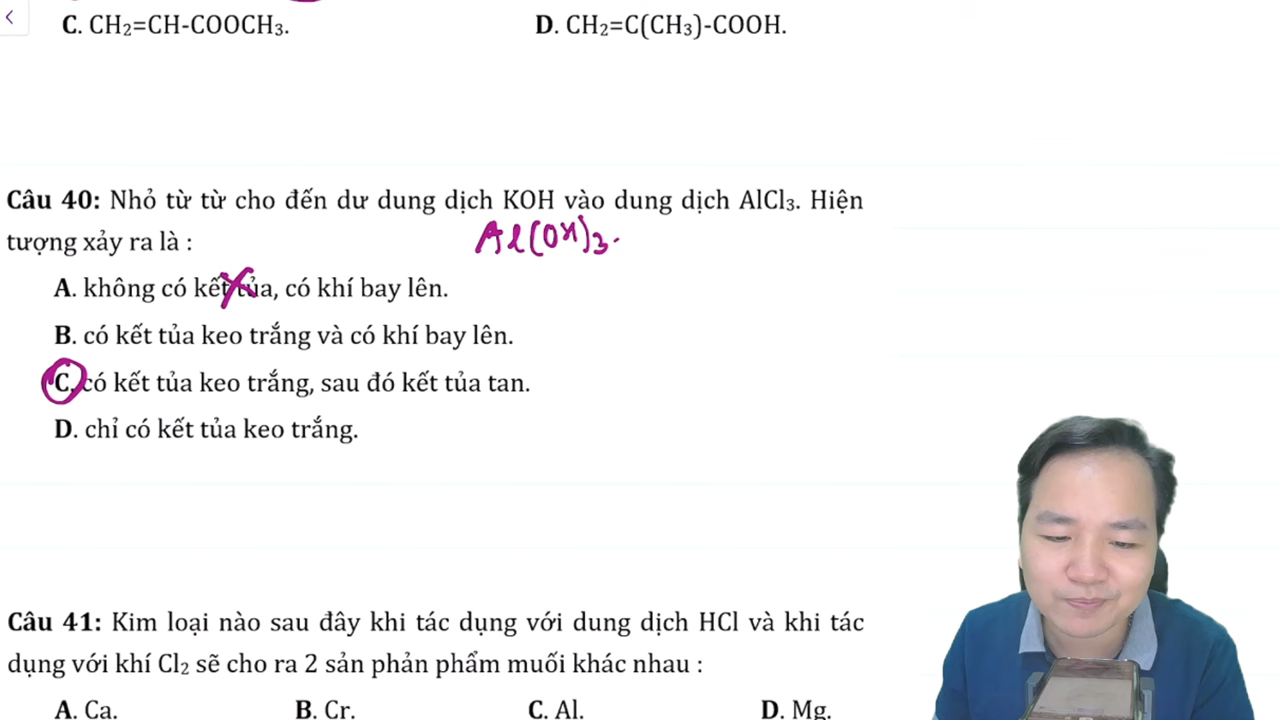 C. CH₂=CH-COOCH₃. D. CH₂=C(CH₃)-COOH.
Câu 40: Nhỏ từ từ cho đến dư dung dịch KOH vào dung dịch AlCl₃. Hiện
tượng xảy ra là :
Al(OH)₃.
A. không có kết tủa, có khí bay lên.
B. có kết tủa keo trắng và có khí bay lên.
C. có kết tủa keo trắng, sau đó kết tủa tan.
D. chỉ có kết tủa keo trắng.
Câu 41: Kim loại nào sau đây khi tác dụng với dung dịch HCl và khi tác
dụng với khí Cl₂ sẽ cho ra 2 sản phản phẩm muối khác nhau :
A. Ca. B. Cr. C. Al. D. Mg.